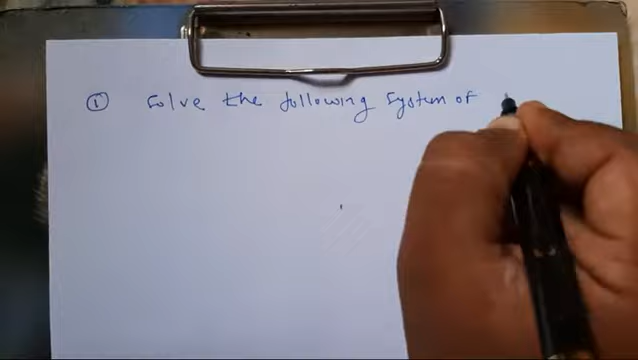 ① solve the following system of